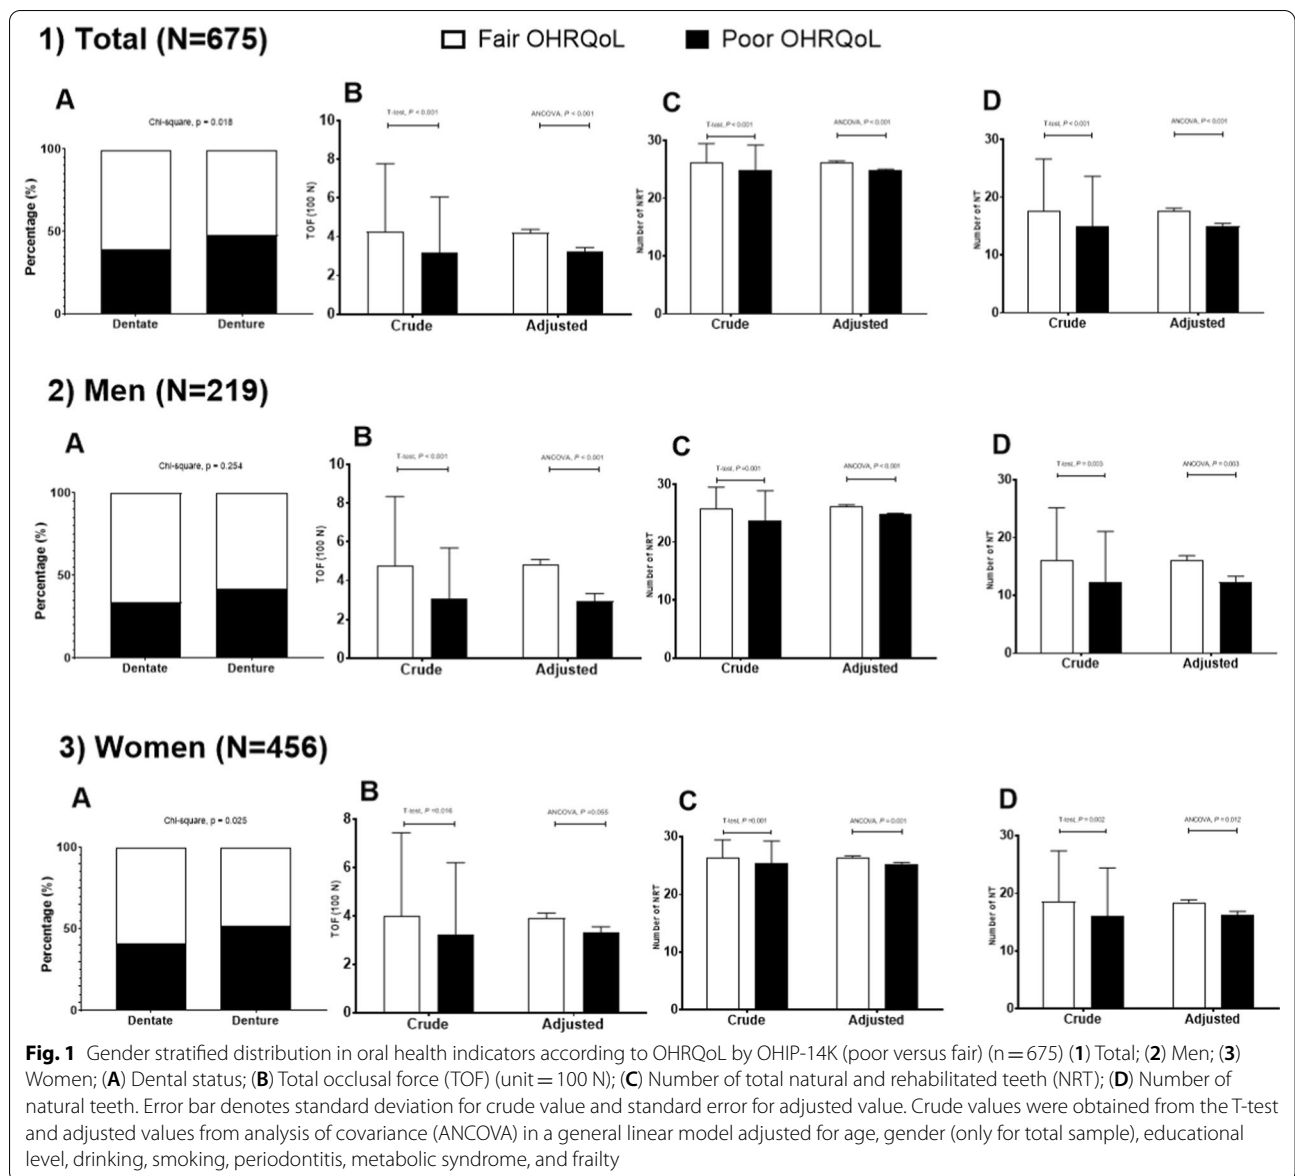 1) Total (N=675)
Fair OHRQoL
Poor OHRQoL
A
Chi-square, p = 0.018
Percentage (%)
100
50
0
Dentate
Denture
B
T-test, P < 0.001
ANCOVA, P < 0.001
TOF (100 N)
10
8
6
4
2
0
Crude
Adjusted
C
T-test, P < 0.001
ANCOVA, P < 0.001
Number of NRT
30
20
10
0
Crude
Adjusted
D
T-test, P < 0.001
ANCOVA, P < 0.001
Number of NT
30
20
10
0
Crude
Adjusted
2) Men (N=219)
A
Chi-square, p = 0.254
Percentage (%)
100
50
0
Dentate
Denture
B
T-test, P < 0.001
ANCOVA, P < 0.001
TOF (100 N)
10
8
6
4
2
0
Crude
Adjusted
C
T-test, P =0.001
ANCOVA, P < 0.001
Number of NRT
30
20
10
0
Crude
Adjusted
D
T-test, P = 0.003
ANCOVA, P = 0.003
Number of NT
30
20
10
0
Crude
Adjusted
3) Women (N=456)
A
Chi-square, p = 0.025
Percentage (%)
100
50
0
Dentate
Denture
B
T-test, P =0.016
ANCOVA, P =0.055
TOF (100 N)
8
6
4
2
0
Crude
Adjusted
C
T-test, P =0.001
ANCOVA, P = 0.001
Number of NRT
30
20
10
0
Crude
Adjusted
D
T-test, P = 0.002
ANCOVA, P = 0.012
Number of NT
30
20
10
0
Crude
Adjusted
Fig. 1 Gender stratified distribution in oral health indicators according to OHRQoL by OHIP-14K (poor versus fair) (n = 675) (1) Total; (2) Men; (3)
Women; (A) Dental status; (B) Total occlusal force (TOF) (unit = 100 N); (C) Number of total natural and rehabilitated teeth (NRT); (D) Number of
natural teeth. Error bar denotes standard deviation for crude value and standard error for adjusted value. Crude values were obtained from the T-test
and adjusted values from analysis of covariance (ANCOVA) in a general linear model adjusted for age, gender (only for total sample), educational
level, drinking, smoking, periodontitis, metabolic syndrome, and frailty